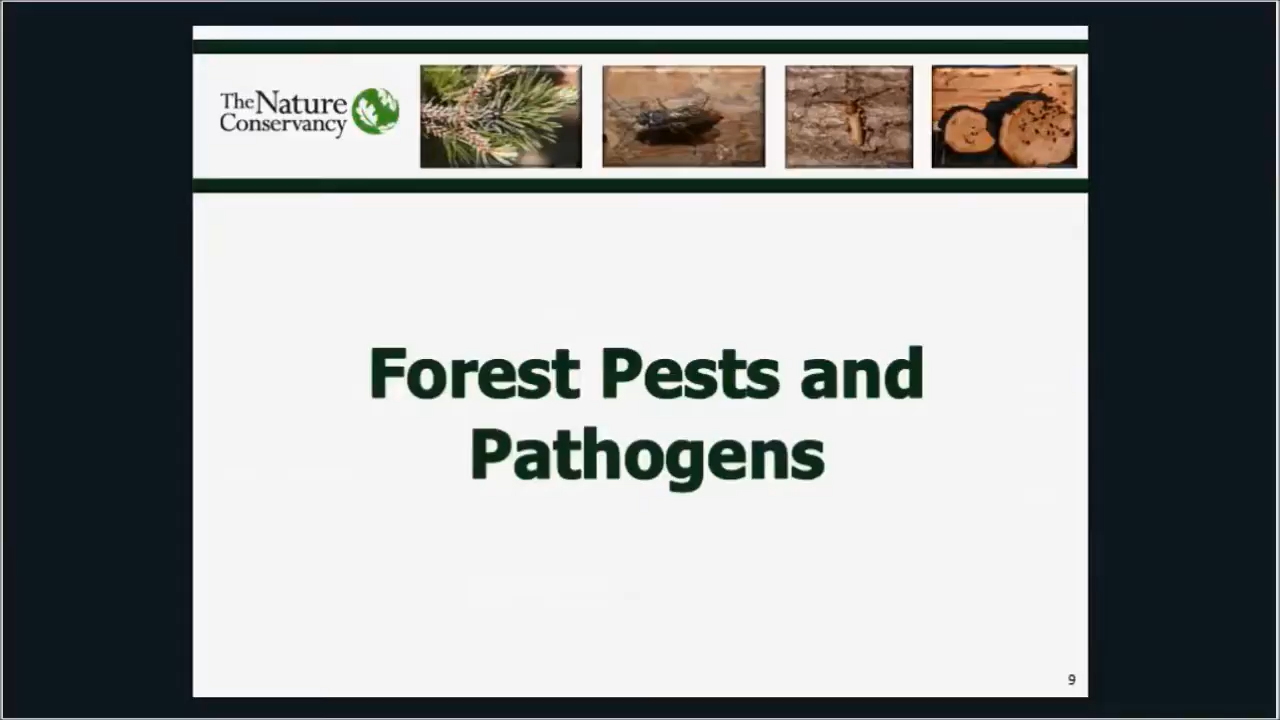 The Nature
Conservancy
Forest Pests and
Pathogens
9